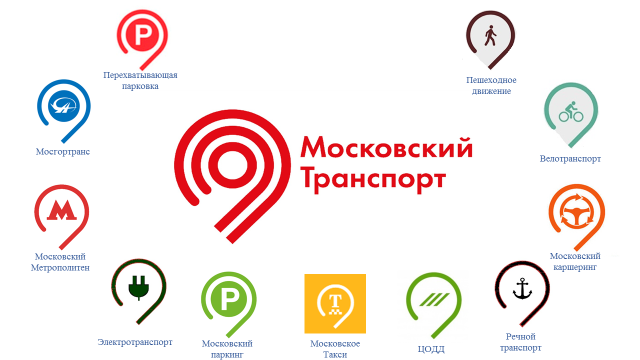 P
Перехватывающая
парковка
Пешеходное
движение
Мосгортранс
Велотранспорт
Московский
Транспорт
М
Московский
Метрополитен
Московский
каршеринг
Электротранспорт
P
Московский
паркинг
Т
Московское
Такси
ЦОДД
Речной
транспорт